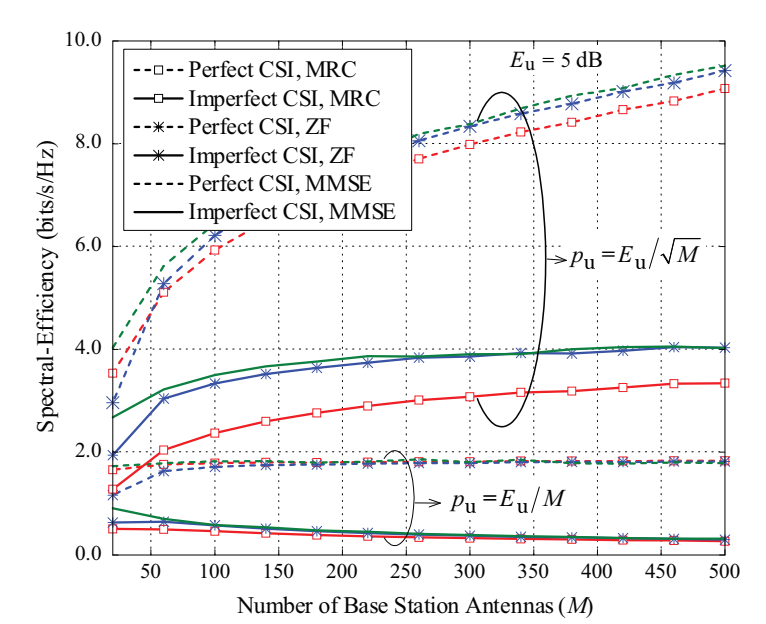 10.0
8.0
6.0
4.0
2.0
0.0
Spectral-Efficiency (bits/s/Hz)
Perfect CSI, MRC
Imperfect CSI, MRC
Perfect CSI, ZF
Imperfect CSI, ZF
Perfect CSI, MMSE
Imperfect CSI, MMSE
Eu = 5 dB
pu = Eu/√M
pu = Eu/M
50 100 150 200 250 300 350 400 450 500
Number of Base Station Antennas (M)